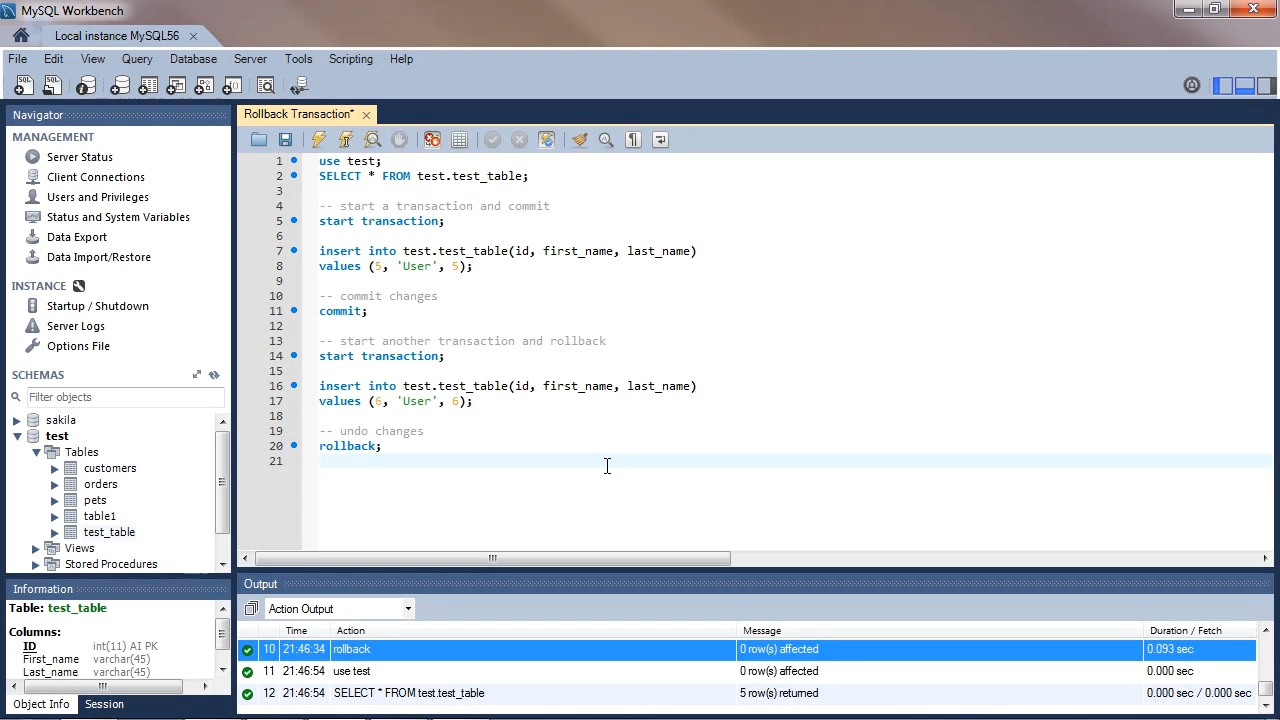 MySQL Workbench
Local instance MySQL56
File Edit View Query Database Server Tools Scripting Help
Navigator
MANAGEMENT
Server Status
Client Connections
Users and Privileges
Status and System Variables
Data Export
Data Import/Restore
INSTANCE
Startup / Shutdown
Server Logs
Options File
SCHEMAS
Filter objects
sakila
test
Tables
customers
orders
pets
table1
test_table
Views
Stored Procedures
Information
Table: test_table
Columns:
ID int(11) AI PK
First_name varchar(45)
Last_name varchar(45)
Object Info Session
Rollback Transaction*
1 use test;
2 SELECT * FROM test.test_table;
3
4 -- start a transaction and commit
5 start transaction;
6
7 insert into test.test_table(id, first_name, last_name)
8 values (5, 'User', 5);
9
10 -- commit changes
11 commit;
12
13 -- start another transaction and rollback
14 start transaction;
15
16 insert into test.test_table(id, first_name, last_name)
17 values (6, 'User', 6);
18
19 -- undo changes
20 rollback;
21
Output
Action Output
Time Action Message Duration / Fetch
10 21:46:34 rollback 0 row(s) affected 0.093 sec
11 21:46:54 use test 0 row(s) affected 0.000 sec
12 21:46:54 SELECT * FROM test.test_table 5 row(s) returned 0.000 sec / 0.000 sec